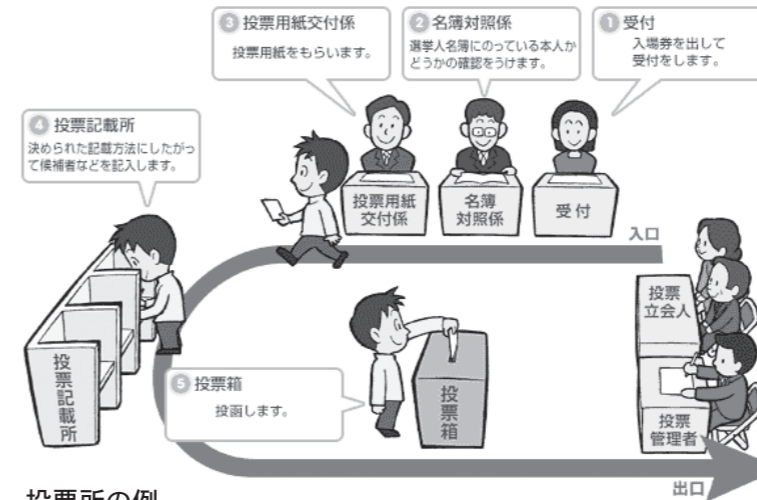 ③ 投票用紙交付係
投票用紙をもらいます。
② 名簿対照係
選挙人名簿にのっている本人か
どうかの確認をうけます。
① 受付
入場券を出して
受付をします。
④ 投票記載所
決められた記載方法にしたがっ
て候補者などを記入します。
投票用紙
交付係
名簿
対照係
受付
入口
投票
立会人
投票記載所
⑤ 投票箱
投函します。
投票箱
投票
管理者
出口
投票所の例